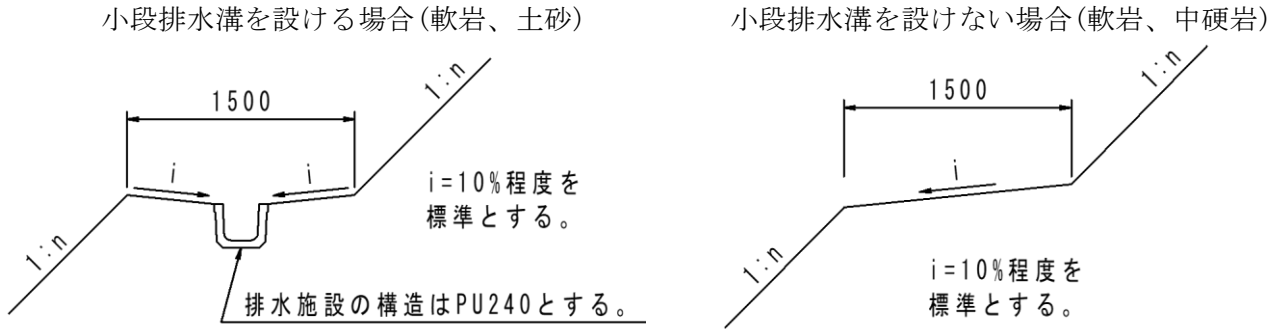 小段排水溝を設ける場合(軟岩、土砂)
1500
1:n
i
i
i=10%程度を
標準とする。
1:n
排水施設の構造はPU240とする。
小段排水溝を設けない場合(軟岩、中硬岩)
1500
1:n
i
1:n
i=10%程度を
標準とする。